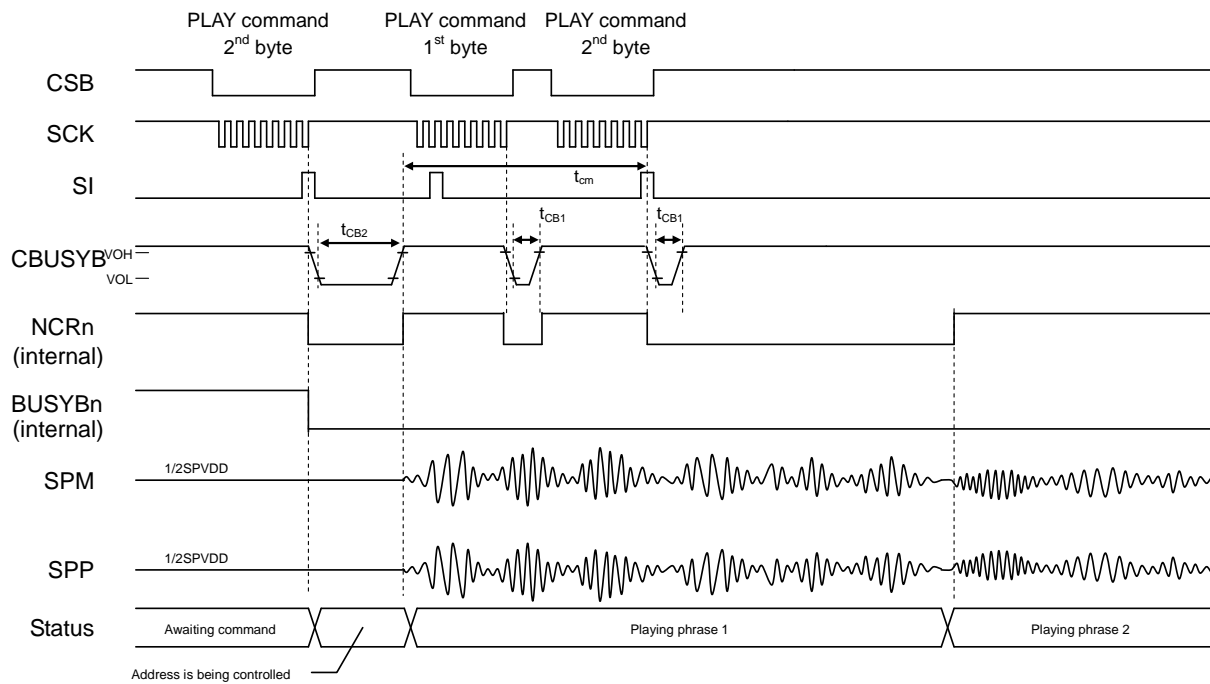 PLAY command PLAY command PLAY command
2nd byte 1st byte 2nd byte
CSB
SCK
SI
tcm
tCB2 tCB1 tCB1
CBUSYB VOH
VOL
NCRn
(internal)
BUSYBn
(internal)
SPM 1/2SPVDD
SPP 1/2SPVDD
Status Awaiting command Playing phrase 1 Playing phrase 2
Address is being controlled